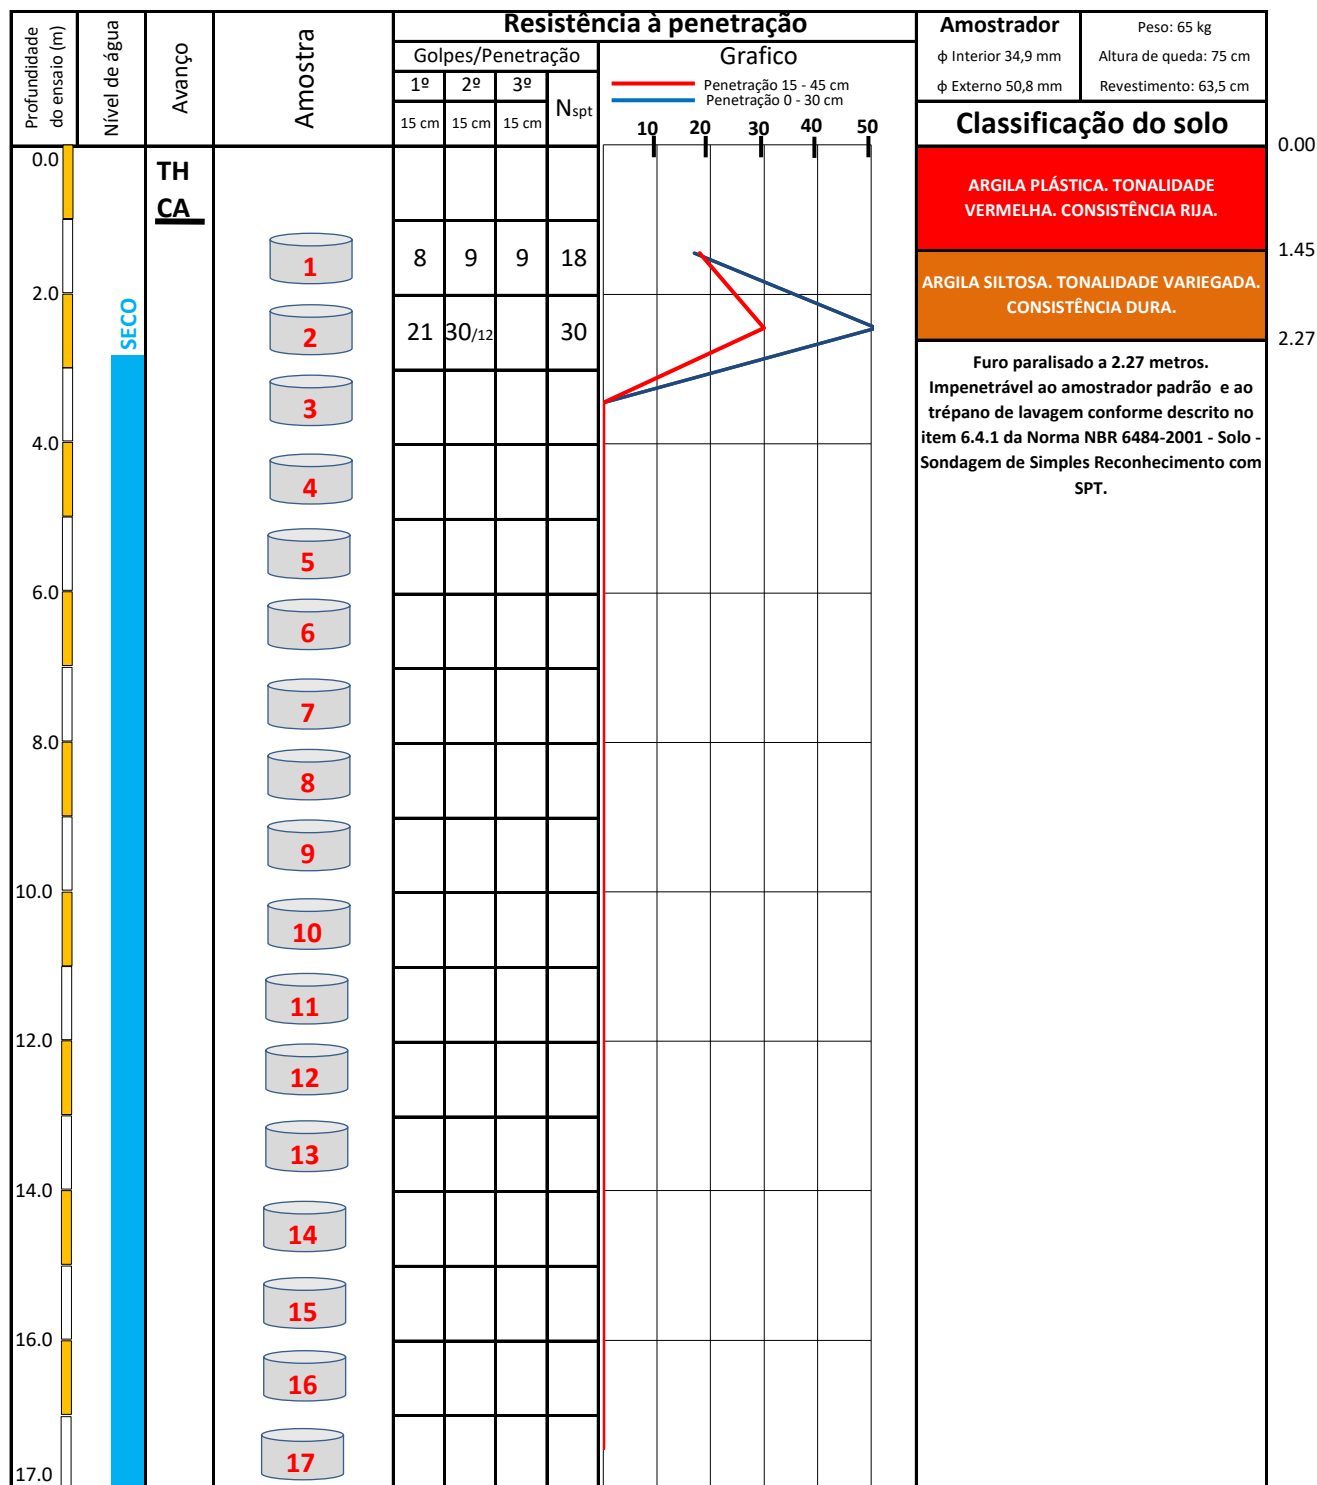 Profundidade
do ensaio (m)
Nível de água
Avanço
Amostra
Resistência à penetração
Golpes/Penetração
1º 2º 3º
Nspt
15 cm 15 cm 15 cm
Grafico
Penetração 15 - 45 cm
Penetração 0 - 30 cm
10 20 30 40 50
Amostrador
ϕ Interior 34,9 mm
ϕ Externo 50,8 mm
Peso: 65 kg
Altura de queda: 75 cm
Revestimento: 63,5 cm
Classificação do solo
0.00
0.0
TH
CA
ARGILA PLÁSTICA. TONALIDADE
VERMELHA. CONSISTÊNCIA RIJA.
1.45
1 8 9 9 18
2.0
SECO
ARGILA SILTOSA. TONALIDADE VARIEGADA.
CONSISTÊNCIA DURA.
2 21 30/12 30
2.27
Furo paralisado a 2.27 metros.
Impenetrável ao amostrador padrão e ao
trépano de lavagem conforme descrito no
item 6.4.1 da Norma NBR 6484-2001 - Solo -
Sondagem de Simples Reconhecimento com
SPT.
3
4.0
4
5
6.0
6
7
8.0
8
9
10.0
10
11
12.0
12
13
14.0
14
15
16.0
16
17
17.0